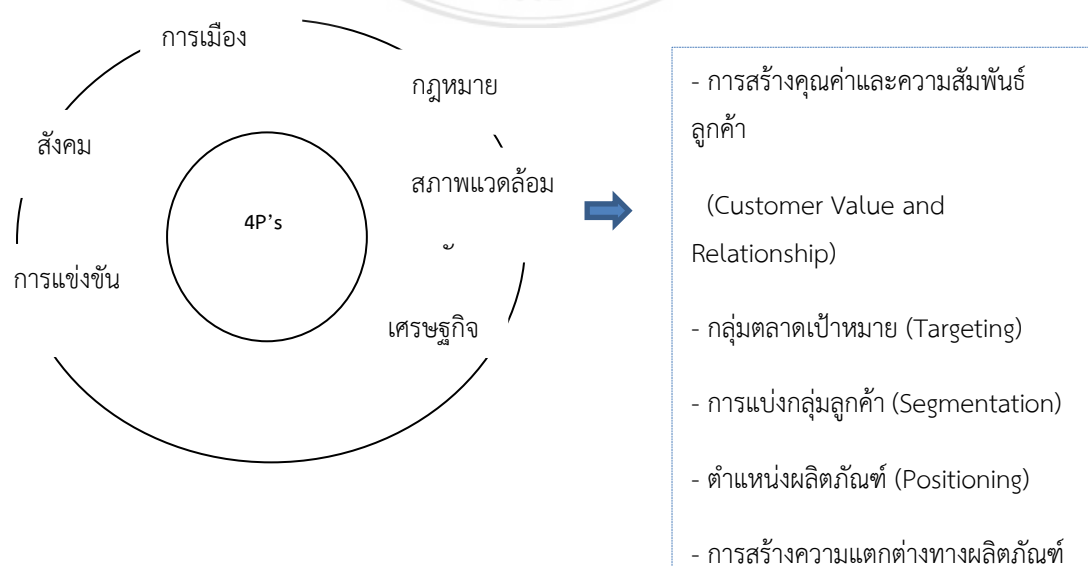 การเมือง
กฎหมาย
สังคม
สภาพแวดล้อม
4P's
การแข่งขัน
เศรษฐกิจ
- การสร้างคุณค่าและความสัมพันธ์
ลูกค้า
(Customer Value and
Relationship)
- กลุ่มตลาดเป้าหมาย (Targeting)
- การแบ่งกลุ่มลูกค้า (Segmentation)
- ตำแหน่งผลิตภัณฑ์ (Positioning)
- การสร้างความแตกต่างทางผลิตภัณฑ์